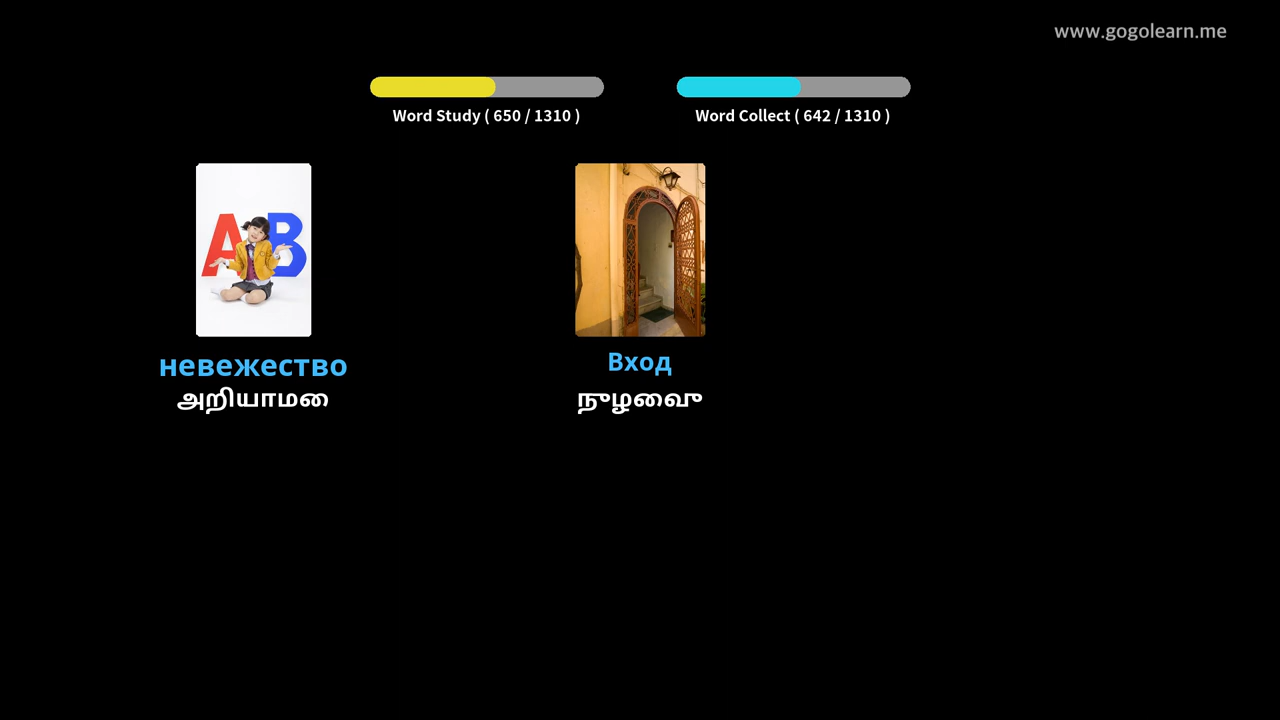 www.gogolearn.me
Word Study ( 650 / 1310 )
Word Collect ( 642 / 1310 )
A B
невежество
அறியாமை
Вход
நுழைவு